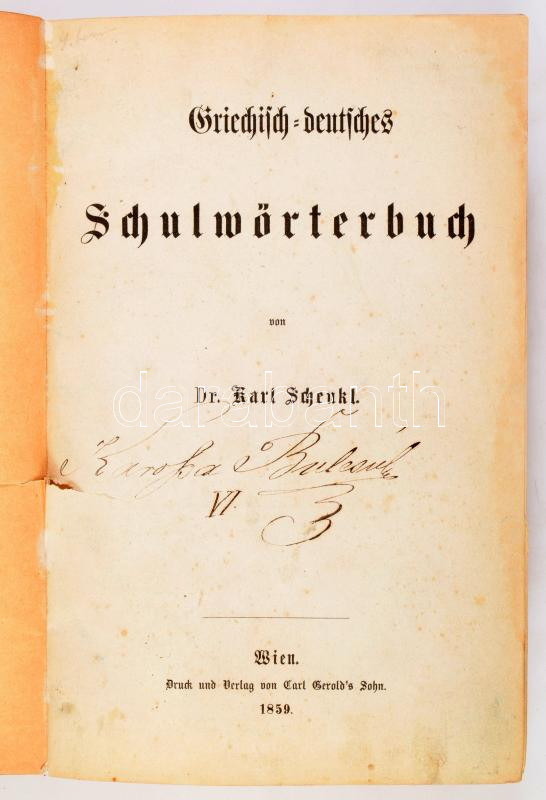 Griechisch-deutsches
Schulwörterbuch
von
Dr. Karl Schenkl.
darabanth
Bulcsú
VI.
3
Wien.
Druck und Verlag von Carl Gerold's Sohn.
1859.